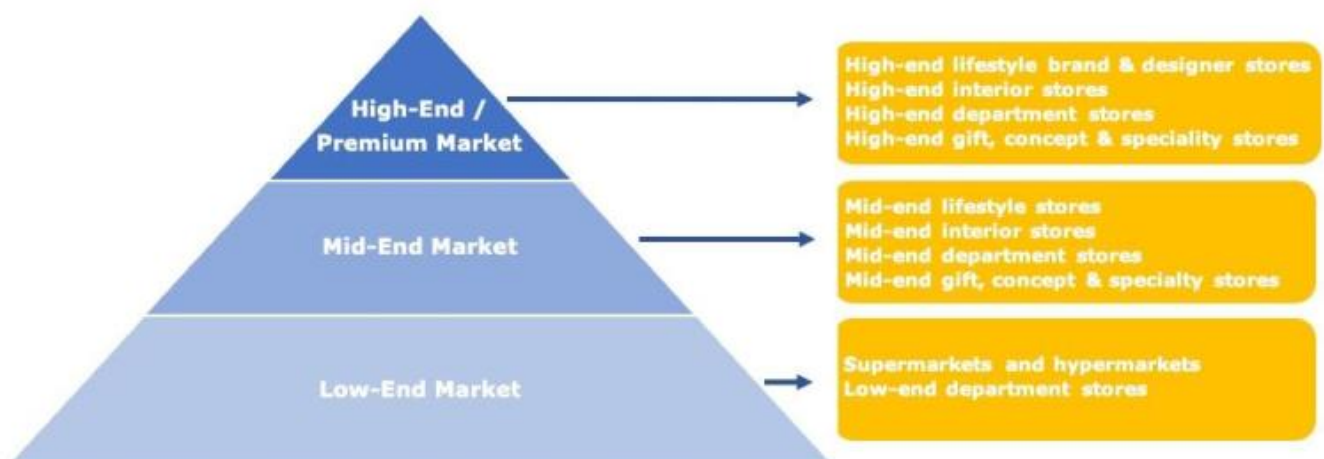 High-End /
Premium Market
High-end lifestyle brand & designer stores
High-end interior stores
High-end department stores
High-end gift, concept & speciality stores
Mid-End Market
Mid-end lifestyle stores
Mid-end interior stores
Mid-end department stores
Mid-end gift, concept & specialty stores
Low-End Market
Supermarkets and hypermarkets
Low-end department stores